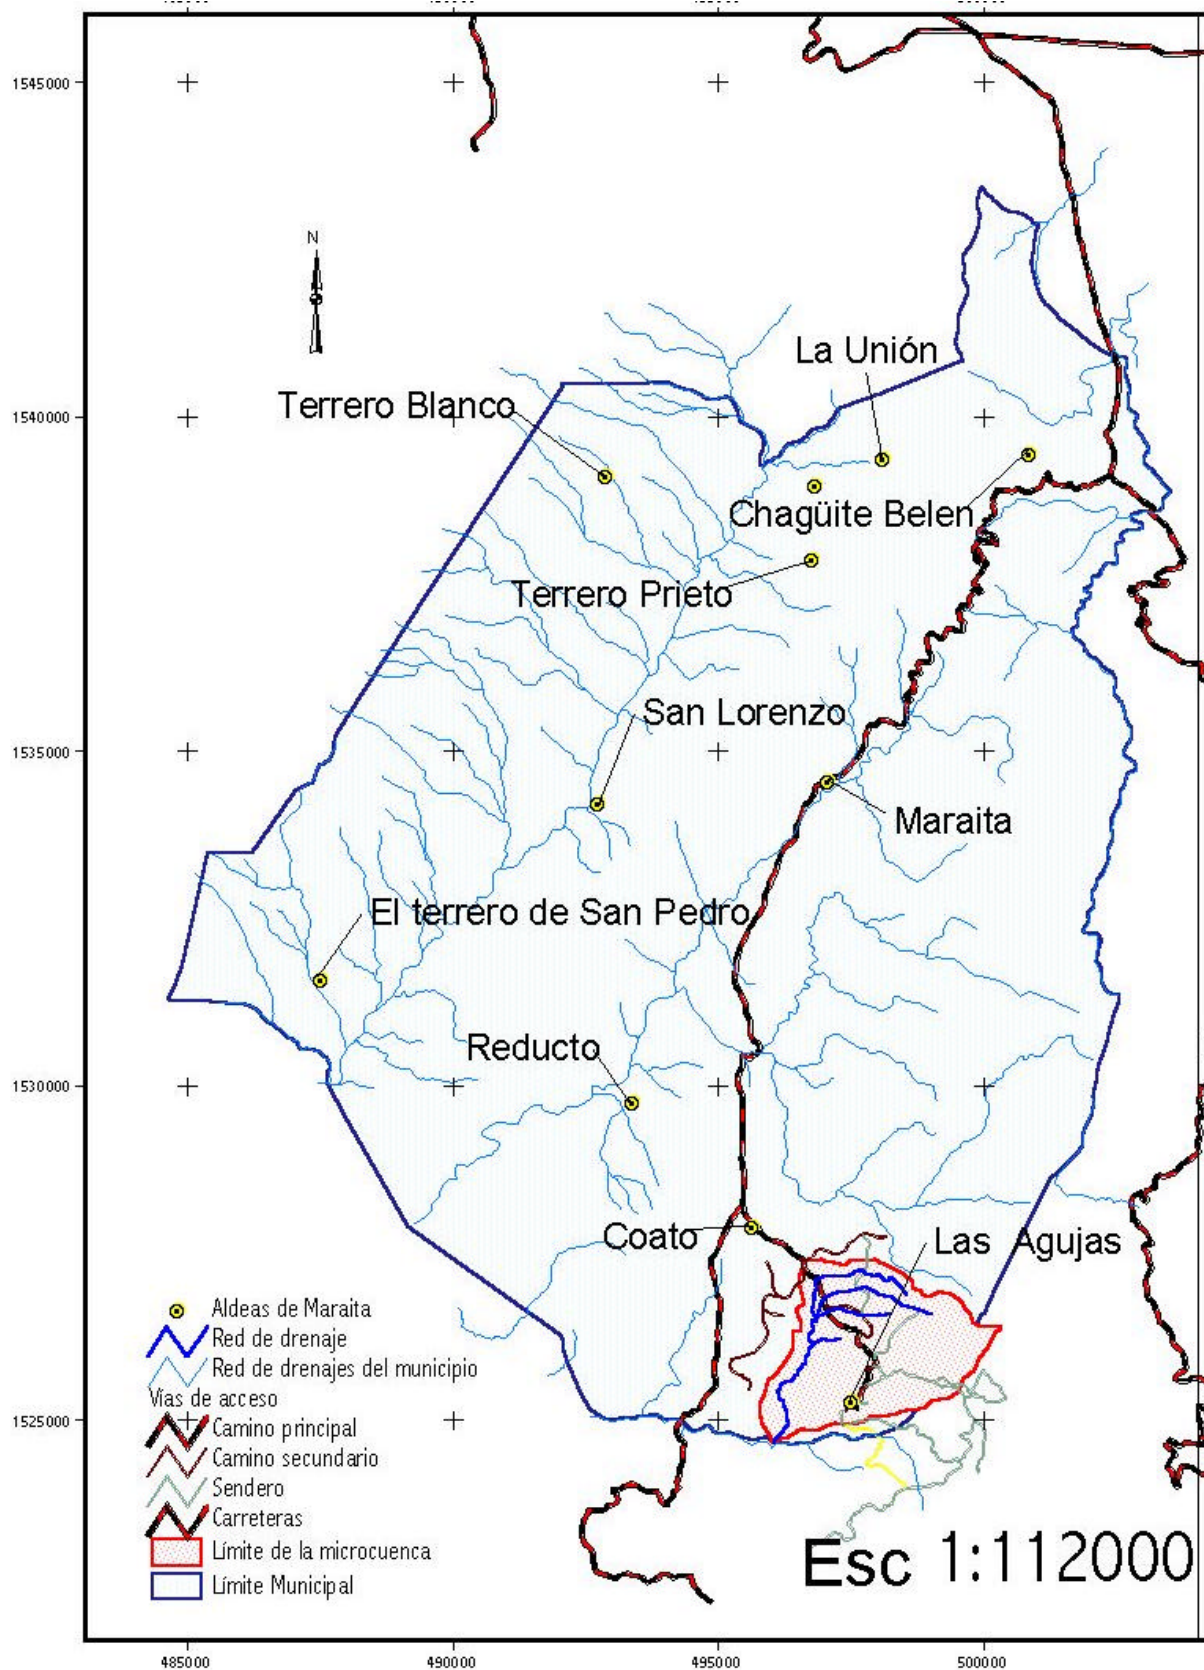 1545000
N
La Unión
Terrero Blanco
1540000
Chagüite Belen
Terrero Prieto
San Lorenzo
1535000
Maraita
El terrero de San Pedro
Reducto
1530000
Coato
Las Agujas
Aldeas de Maraita
Red de drenaje
Red de drenajes del municipio
Vías de acceso
Camino principal
1525000
Camino secundario
Sendero
Carreteras
Límite de la microcuenca
Esc 1:112000
Límite Municipal
485000 490000 495000 500000